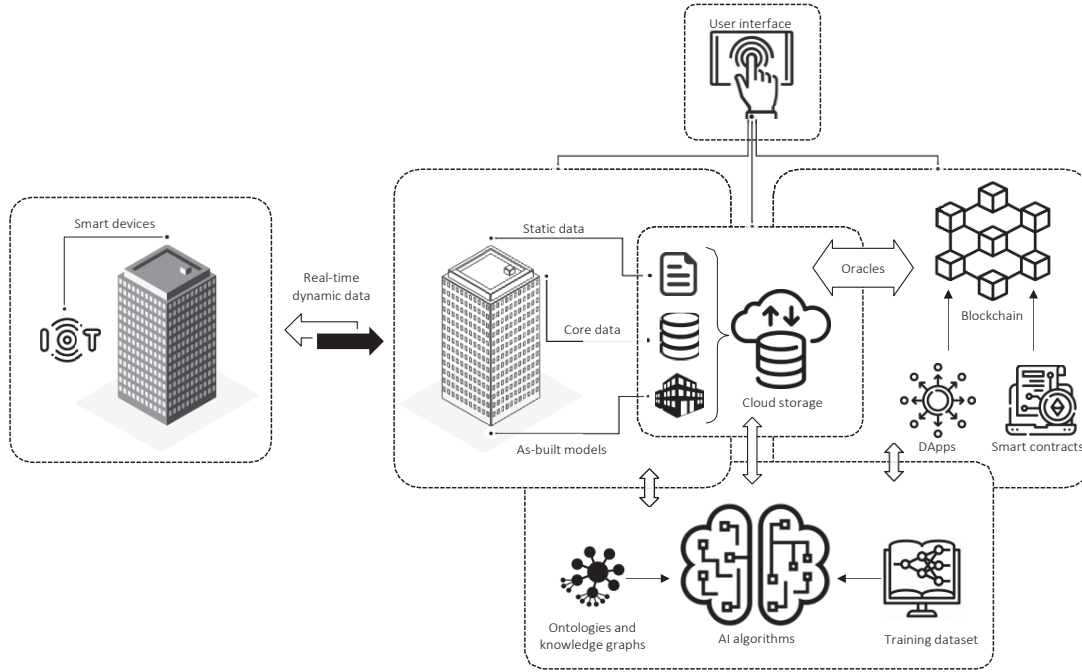 User interface
Smart devices
IOT
Real-time
dynamic data
Static data
Core data
As-built models
Cloud storage
Oracles
Blockchain
DApps
Smart contracts
Ontologies and
knowledge graphs
AI algorithms
Training dataset